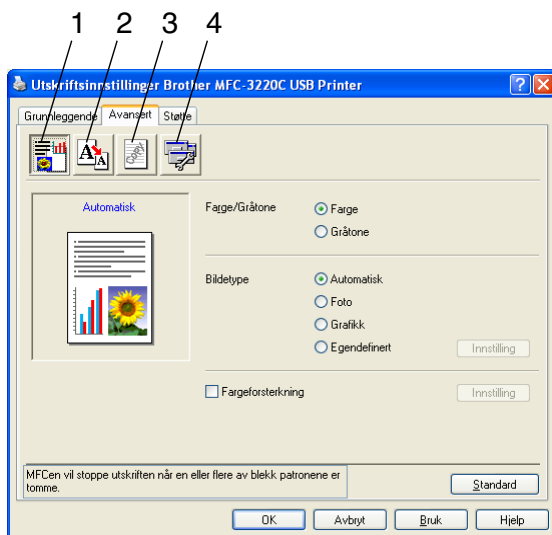 1 2 3 4
Utskriftsinnstillinger Brother MFC-3220C USB Printer
Grunnleggende Avansert Støtte
A A COPY
Automatisk
Farge/Gråtone Farge
Gråtone
Bildetype Automatisk
Foto
Grafikk
Egendefinert Innstilling
Fargeforsterkning Innstilling
MFCen vil stoppe utskriften når en eller flere av blekk patronene er
tomme.
Standard
OK Avbryt Bruk Hjelp